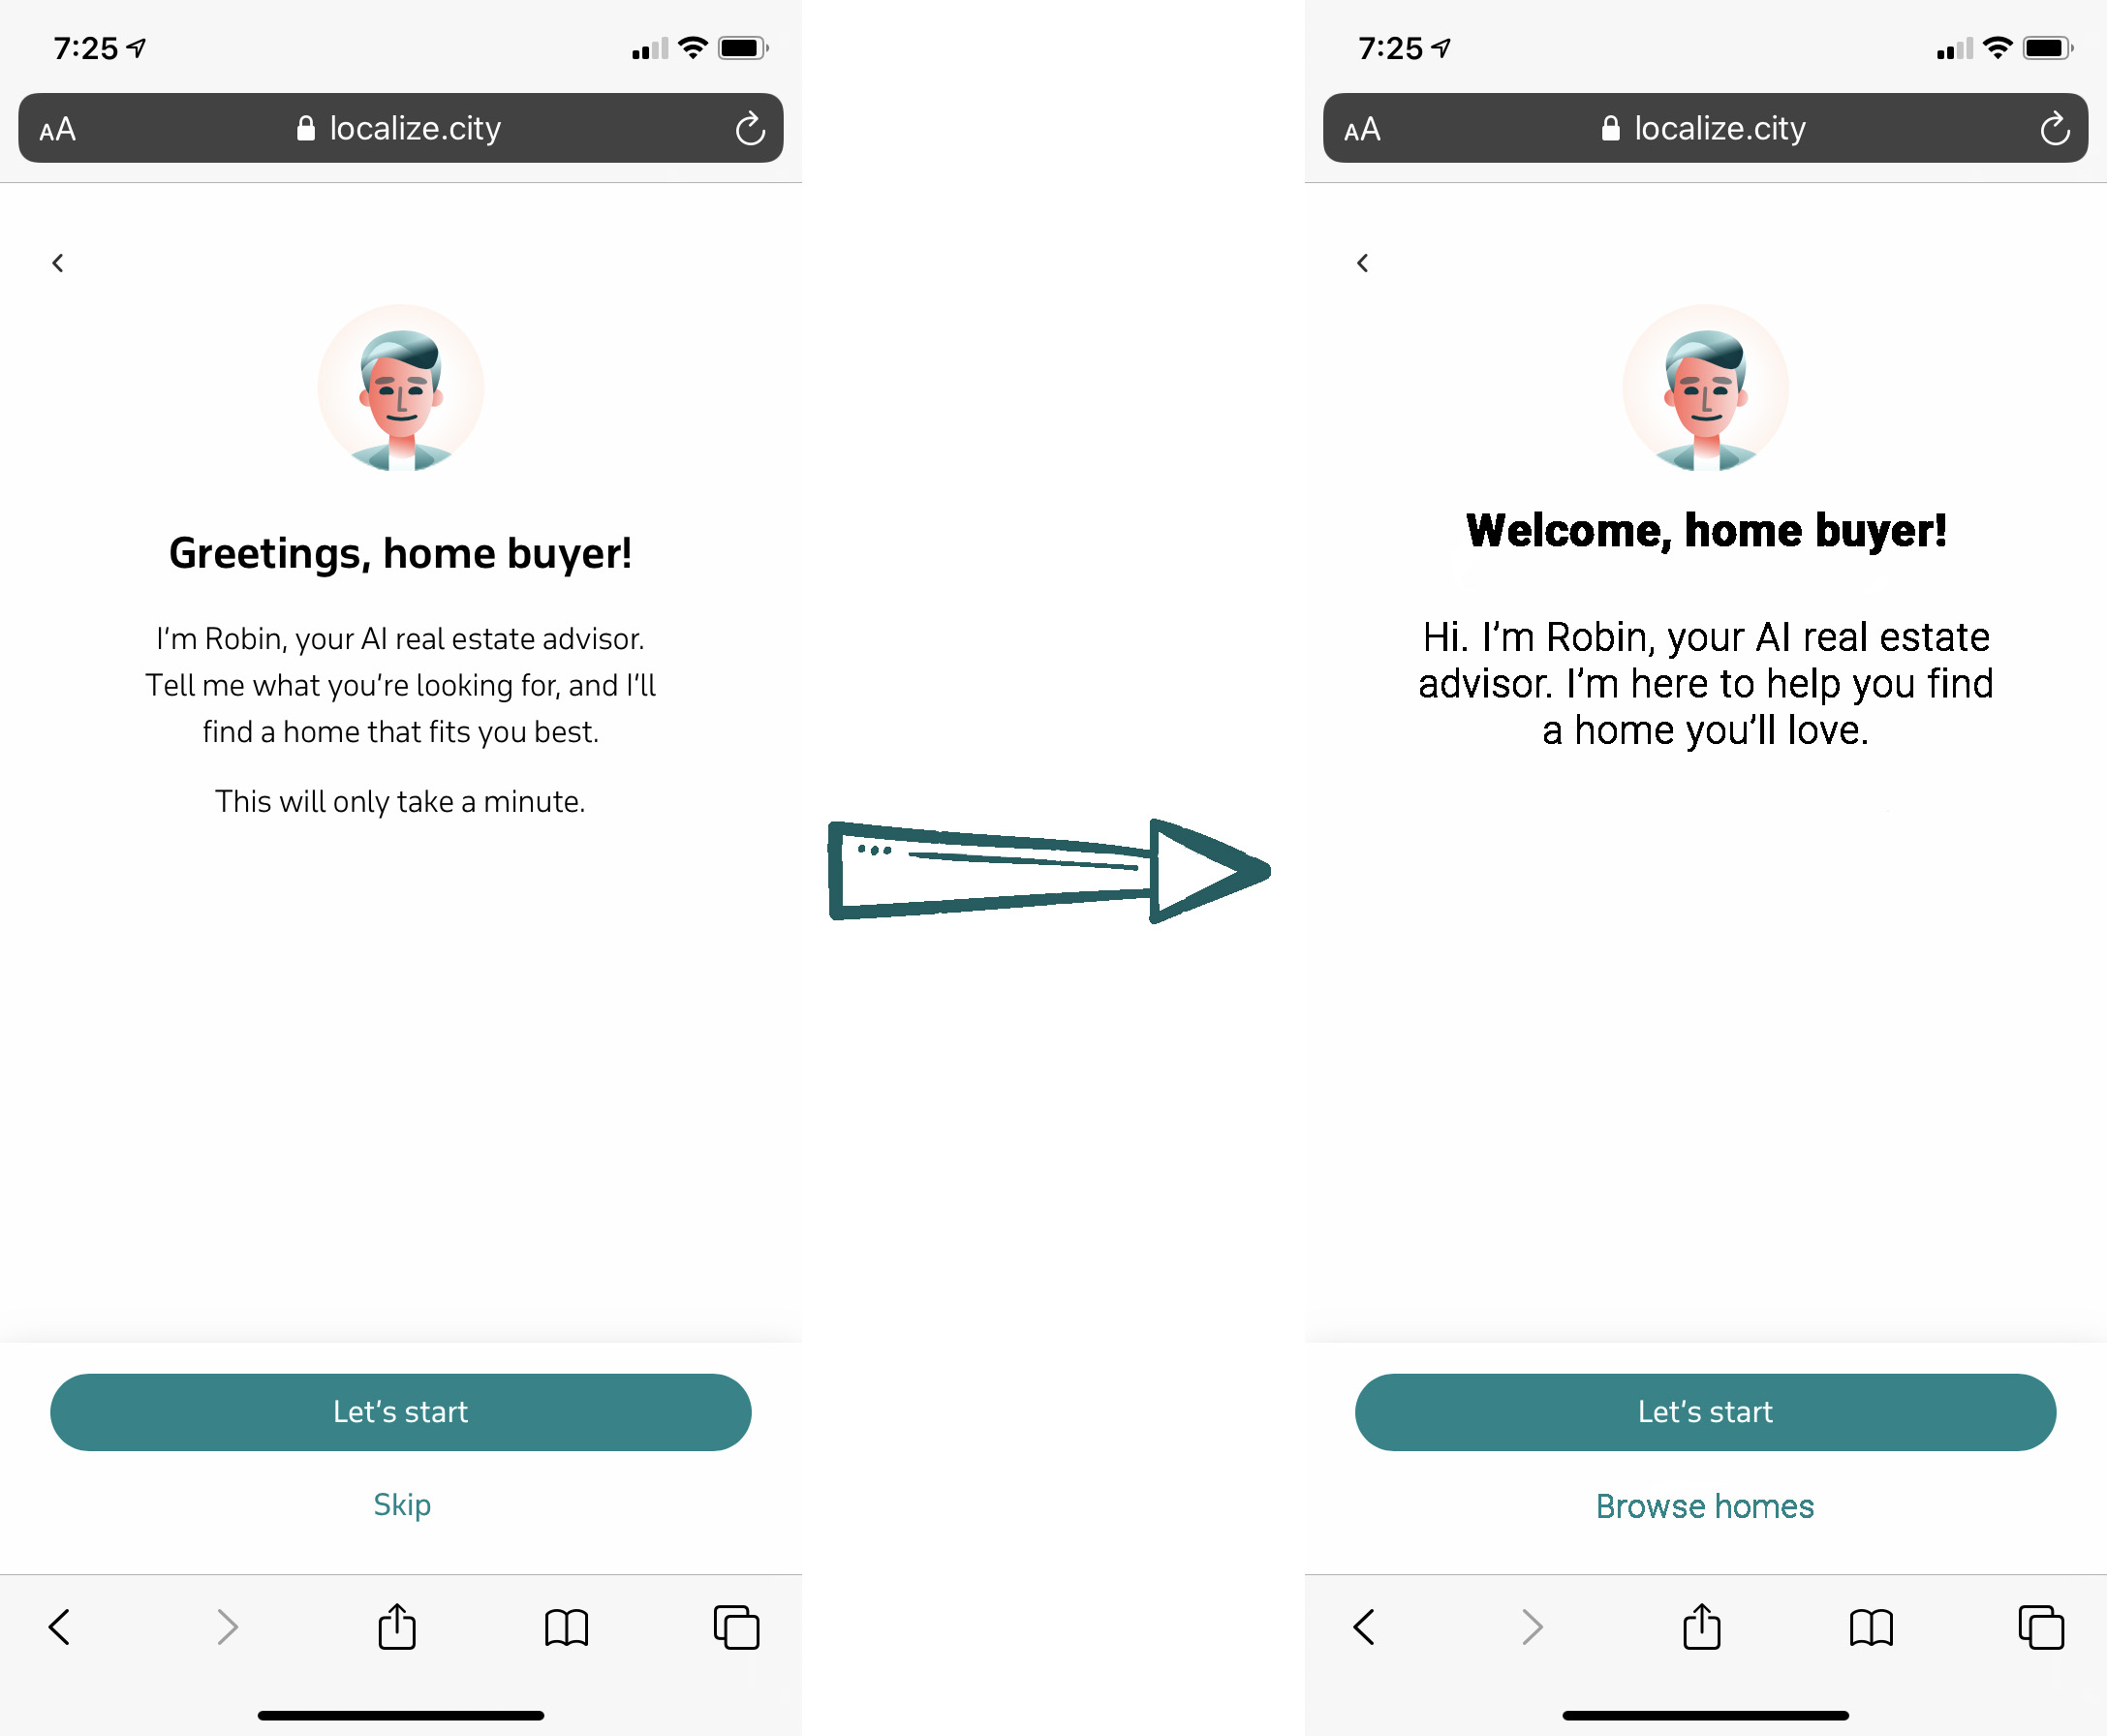 7:25
AA localize.city
Greetings, home buyer!
I'm Robin, your AI real estate advisor.
Tell me what you're looking for, and I'll
find a home that fits you best.
This will only take a minute.
Let's start
Skip
7:25
AA localize.city
Welcome, home buyer!
Hi. I'm Robin, your AI real estate
advisor. I'm here to help you find
a home you'll love.
Let's start
Browse homes